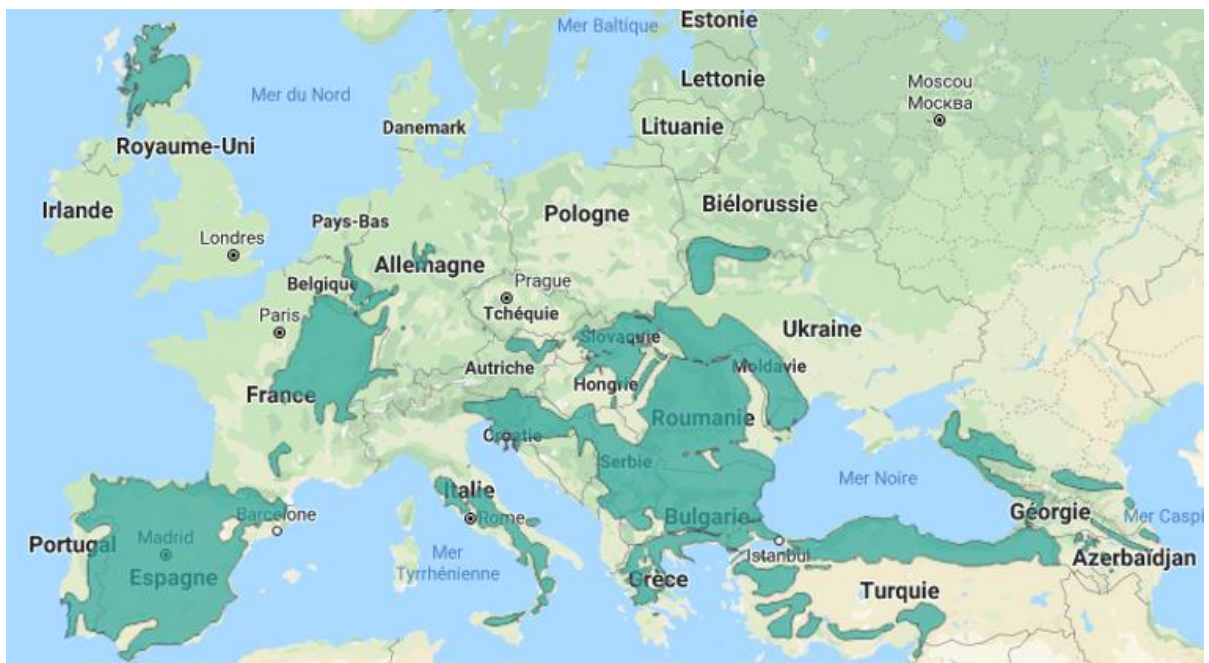 Estonie
Mer Baltique
Lettonie
Moscou
Москва
Mer du Nord
Danemark
Lituanie
Royaume-Uni
Biélorussie
Irlande
Pays-Bas
Pologne
Londres
Allemagne
Belgique
Prague
Tchéquie
Paris
Ukraine
Slovaquie
Autriche
Moldavie
Hongrie
France
Roumanie
Croatie
Serbie
Mer Noire
Italie
Barcelone
Rome
Bulgarie
Géorgie
Mer Caspi
Portugal
Madrid
Istanbul
Azerbaïdjan
Mer
Tyrrhénienne
Espagne
Grèce
Turquie